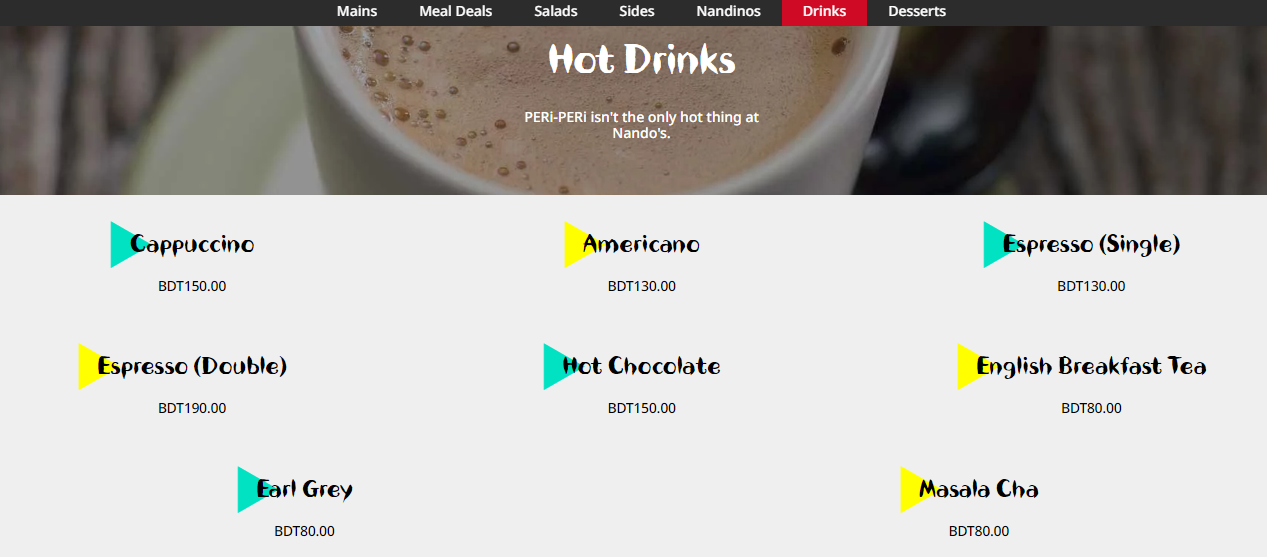 Mains Meal Deals Salads Sides Nandinos Drinks Desserts
Hot Drinks
PERi-PERi isn't the only hot thing at
Nando's.
Cappuccino Americano Espresso (Single)
BDT150.00 BDT130.00 BDT130.00
Espresso (Double) Hot Chocolate English Breakfast Tea
BDT190.00 BDT150.00 BDT80.00
Earl Grey Masala Cha
BDT80.00 BDT80.00